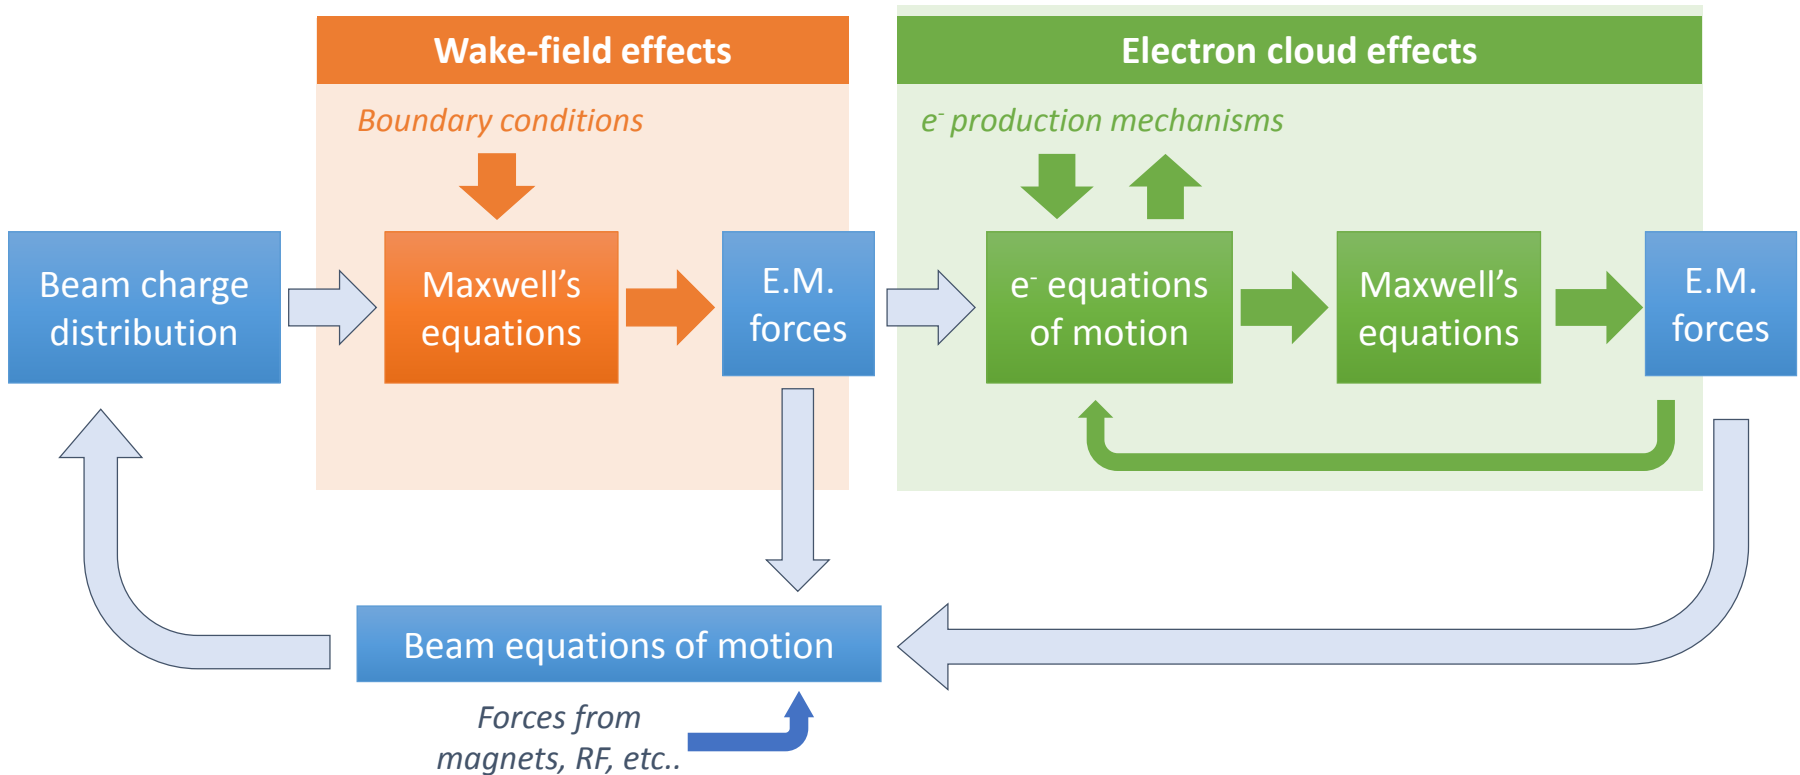 Wake-field effects
Electron cloud effects
Boundary conditions
e⁻ production mechanisms
Beam charge
distribution
Maxwell’s
equations
E.M.
forces
e⁻ equations
of motion
Maxwell’s
equations
E.M.
forces
Beam equations of motion
Forces from
magnets, RF, etc..